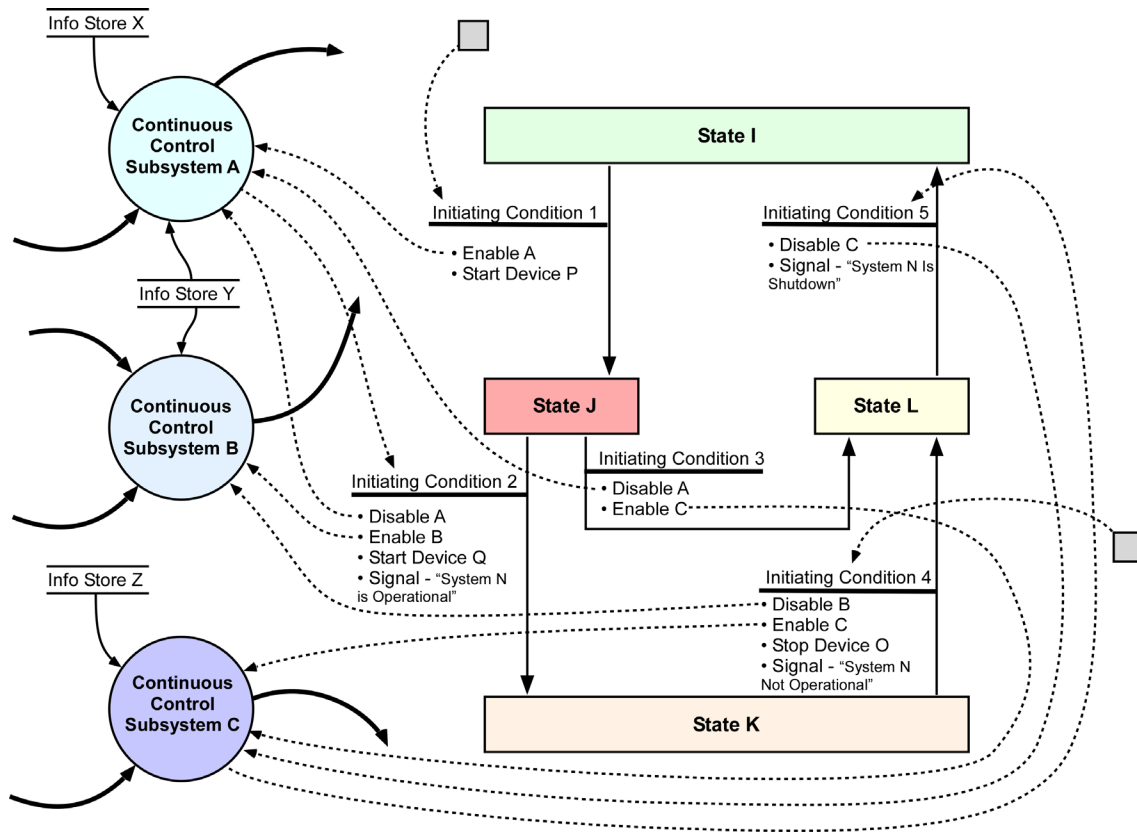 Info Store X
Continuous
Control
Subsystem A
State I
Initiating Condition 1
• Enable A
• Start Device P
Initiating Condition 5
• Disable C
• Signal - “System N Is
Shutdown”
Info Store Y
Continuous
Control
Subsystem B
State J
State L
Initiating Condition 2
• Disable A
• Enable B
• Start Device Q
• Signal - “System N
is Operational”
Initiating Condition 3
• Disable A
• Enable C
Info Store Z
Continuous
Control
Subsystem C
Initiating Condition 4
• Disable B
• Enable C
• Stop Device O
• Signal - “System N
Not Operational”
State K